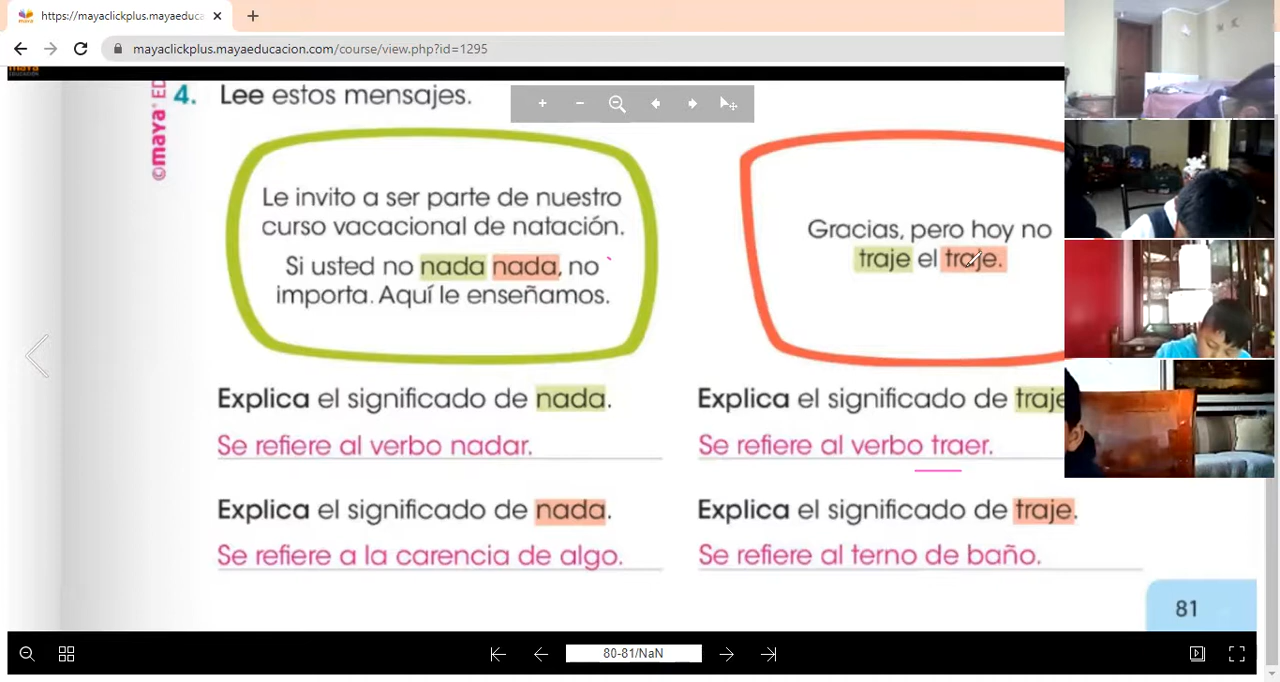 https://mayaclickplus.mayaeduca
mayaclickplus.mayaeducacion.com/course/view.php?id=1295
©maya® ED
4. Lee estos mensajes.
Le invito a ser parte de nuestro
curso vacacional de natación.
Si usted no nada nada, no
importa. Aquí le enseñamos.
Gracias, pero hoy no
traje el traje.
Explica el significado de nada.
Se refiere al verbo nadar.
Explica el significado de nada.
Se refiere a la carencia de algo.
Explica el significado de traje
Se refiere al verbo traer.
Explica el significado de traje.
Se refiere al terno de baño.
81
80-81/NaN